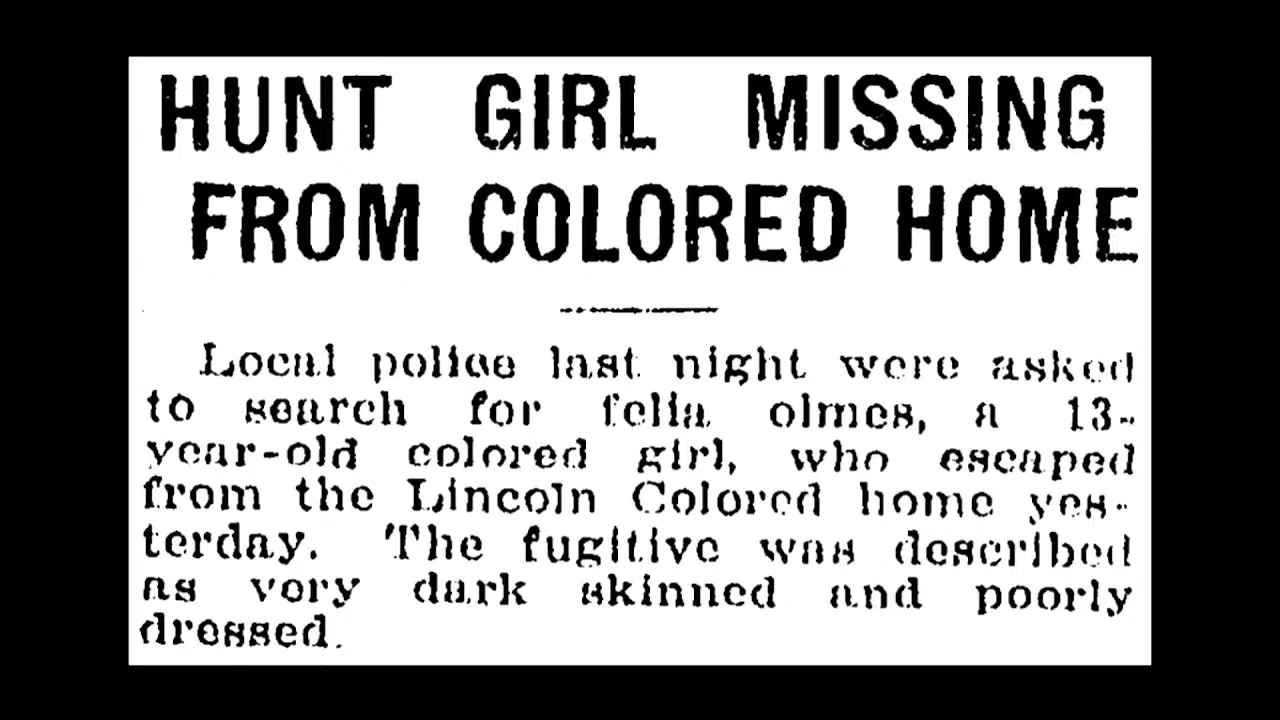 HUNT GIRL MISSING
FROM COLORED HOME
Local police last night were asked
to search for felia olmes, a 13-
year-old colored girl, who escaped
from the Lincoln Colored home yes-
terday. The fugitive was described
as very dark skinned and poorly
dressed.